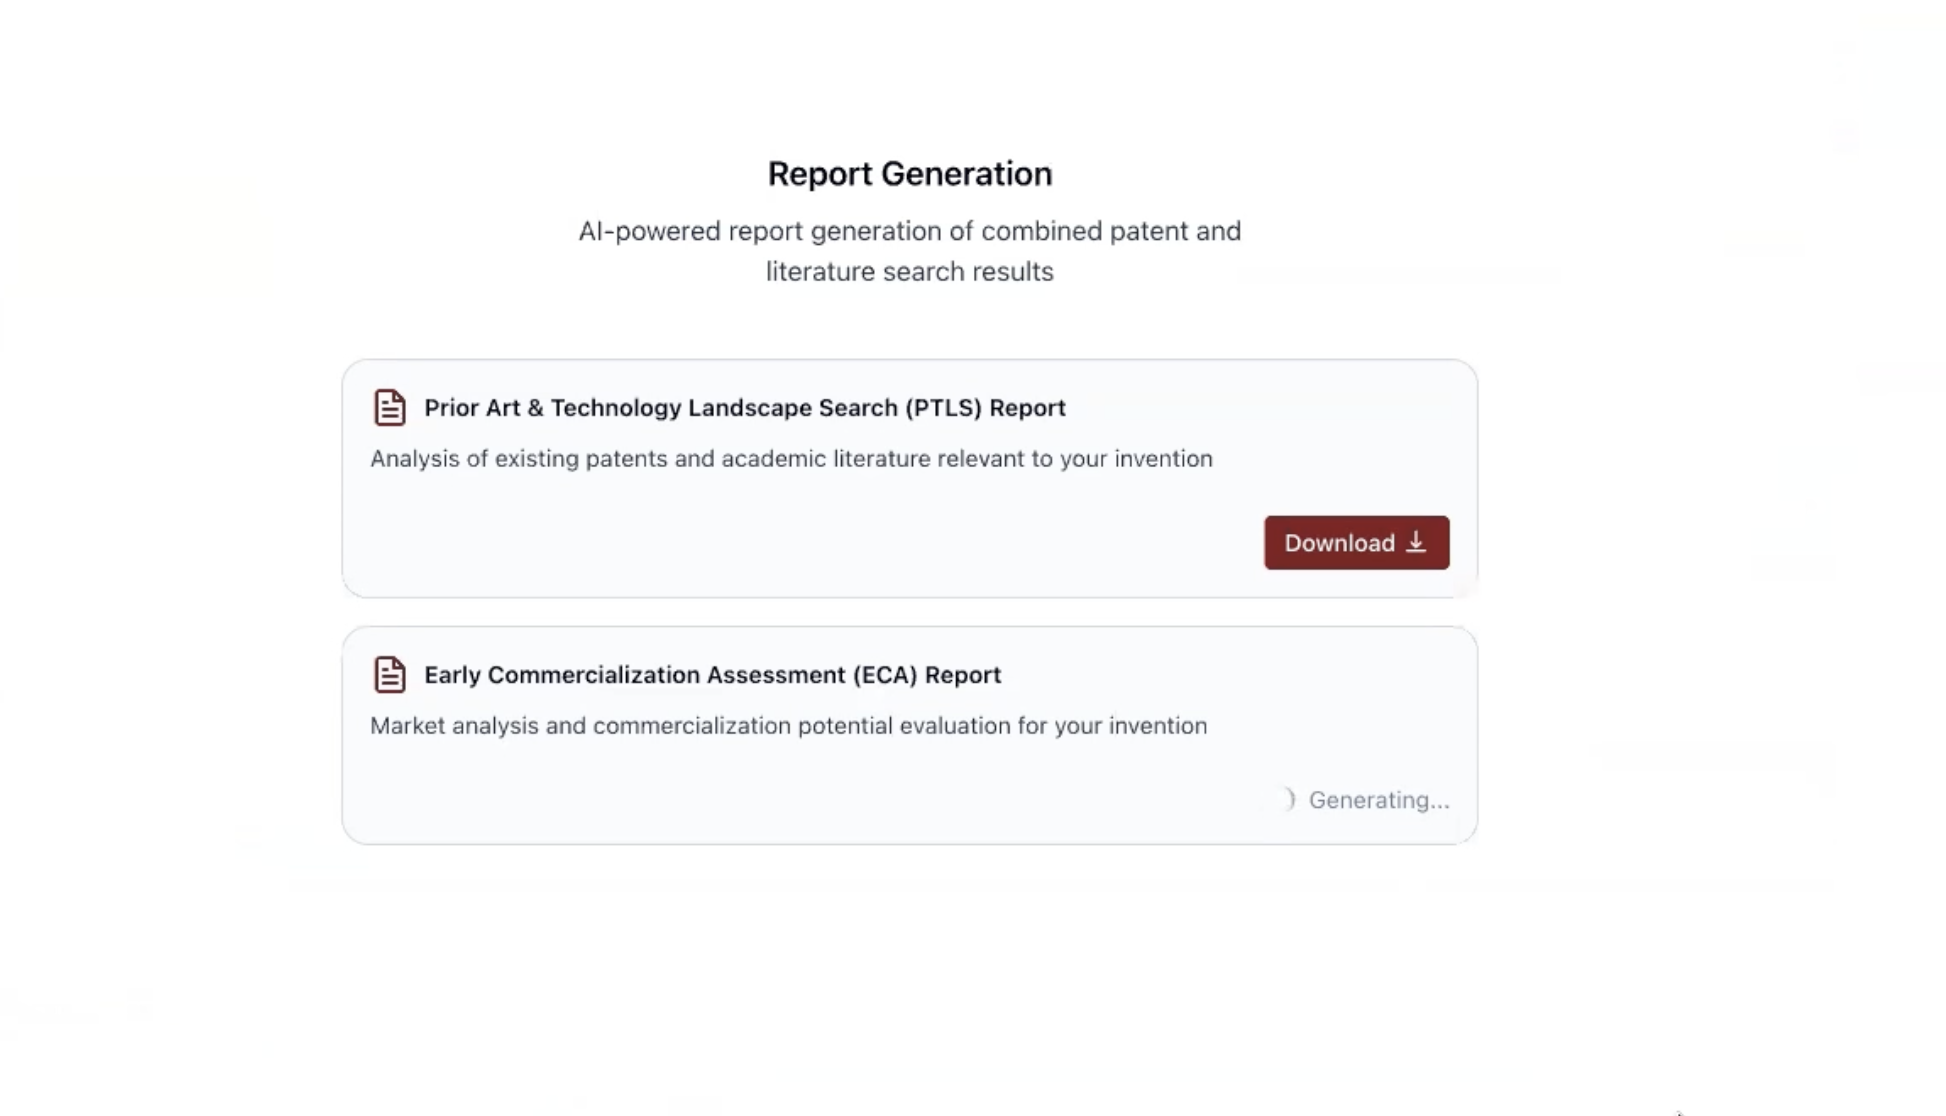 Report Generation
AI-powered report generation of combined patent and
literature search results
Prior Art & Technology Landscape Search (PTLS) Report
Analysis of existing patents and academic literature relevant to your invention
Download
Early Commercialization Assessment (ECA) Report
Market analysis and commercialization potential evaluation for your invention
Generating...